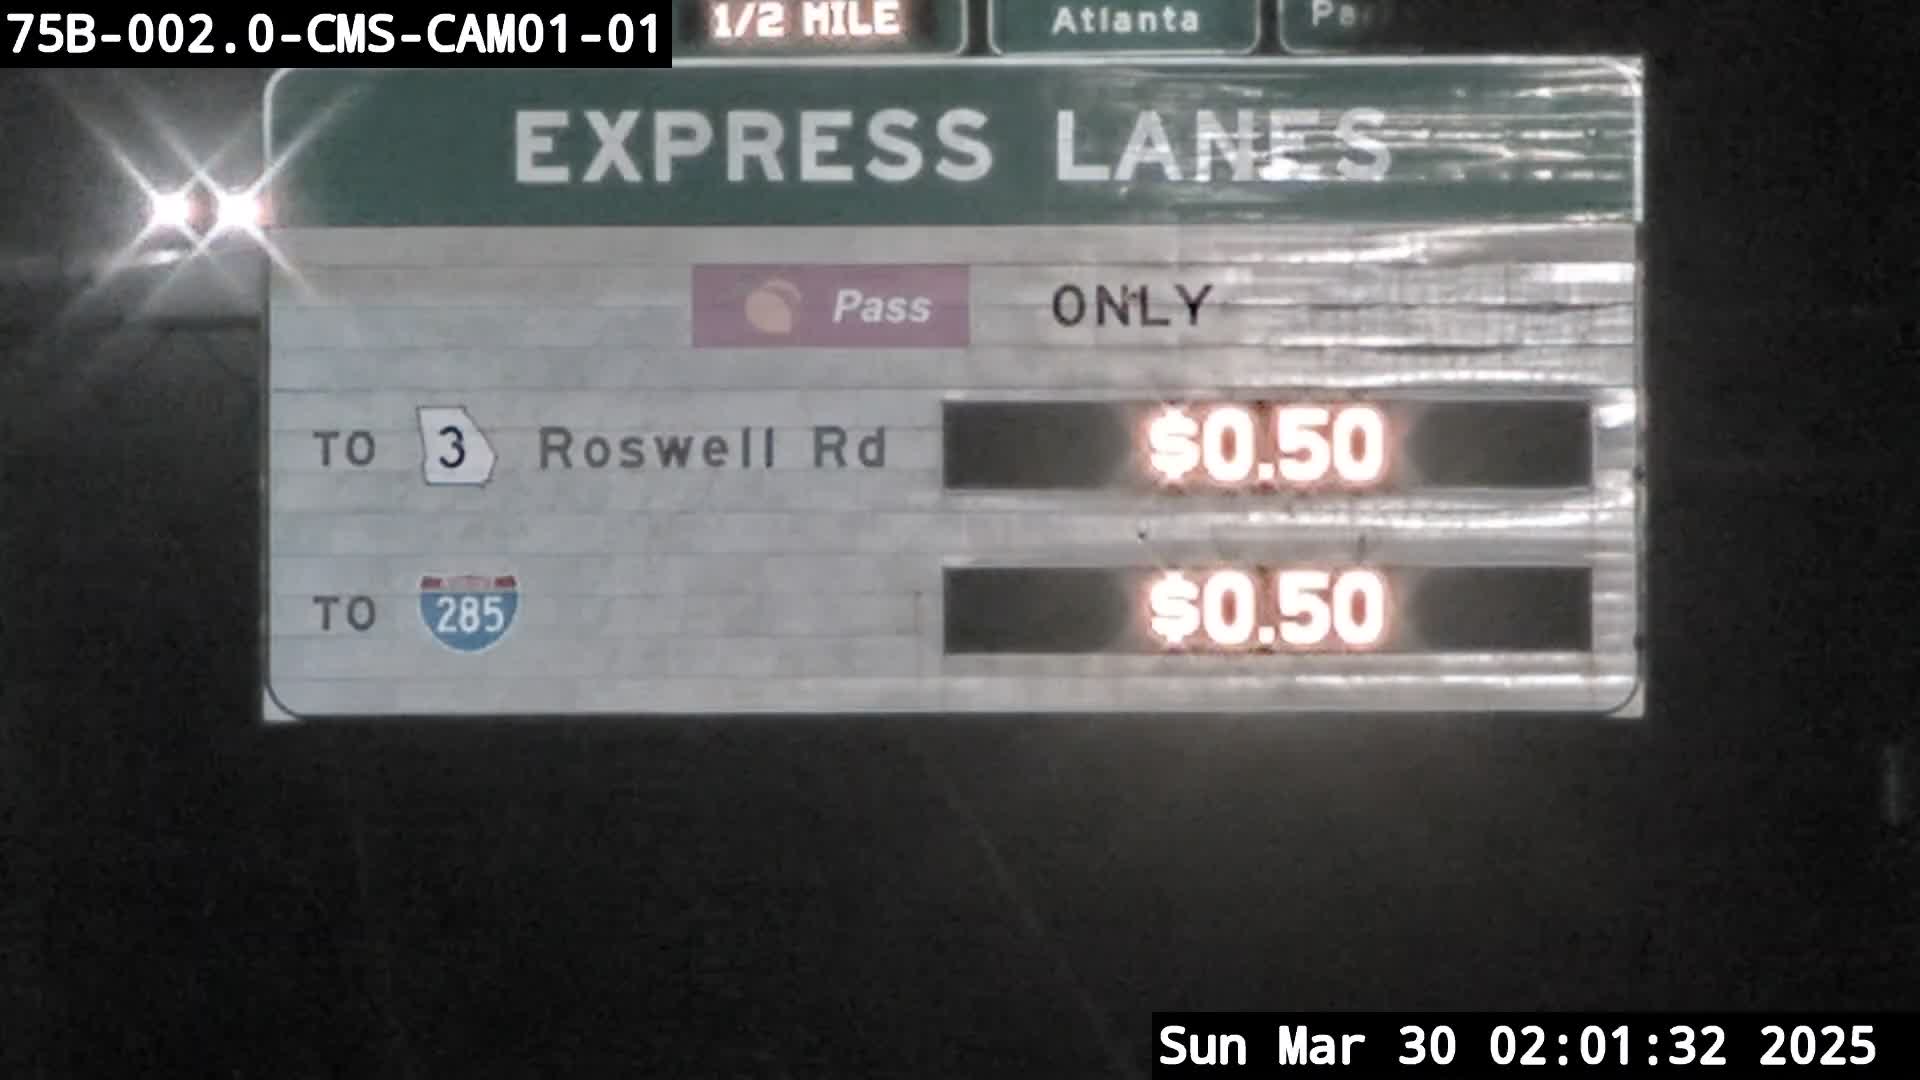 75B-002.0-CMS-CAM01-01
1/2 MILE
Atlanta
EXPRESS LANES
Pass ONLY
TO 3 Roswell Rd $0.50
TO 285 $0.50
Sun Mar 30 02:01:32 2025